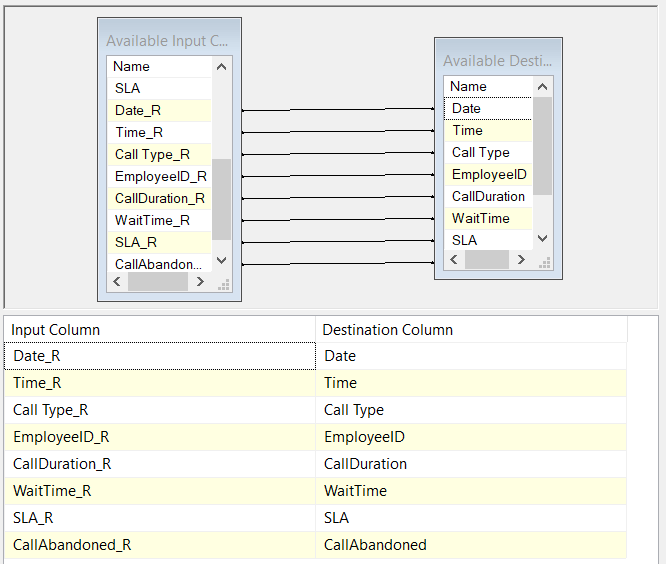 Available Input C...
Name
SLA
Date_R
Time_R
Call Type_R
EmployeeID_R
CallDuration_R
WaitTime_R
SLA_R
CallAbandon...
Available Desti...
Name
Date
Time
Call Type
EmployeeID
CallDuration
WaitTime
SLA
Input Column Destination Column
Date_R Date
Time_R Time
Call Type_R Call Type
EmployeeID_R EmployeeID
CallDuration_R CallDuration
WaitTime_R WaitTime
SLA_R SLA
CallAbandoned_R CallAbandoned